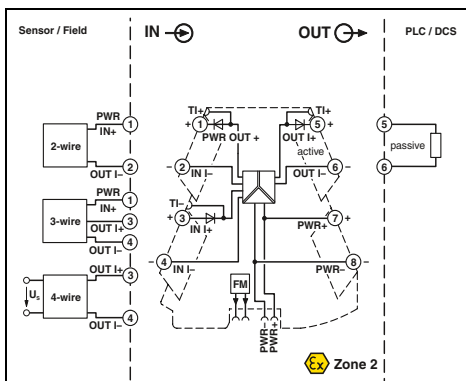 Sensor / Field
IN
OUT
PLC / DCS
PWR
IN+
1
2-wire
OUT I–
2
PWR
IN+
1
3-wire
OUT I+
3
OUT I–
4
OUT I+
3
Us
4-wire
OUT I–
4
TI+
+
1
PWR OUT +
–
2
IN I–
TI–
+
3
IN I+
–
4
IN I–
TI+
5
+
OUT I+
active
OUT I–
6
–
7
+
PWR+
PWR–
8
–
FM
PWR–
PWR+
Ex
Zone 2
5
passive
6